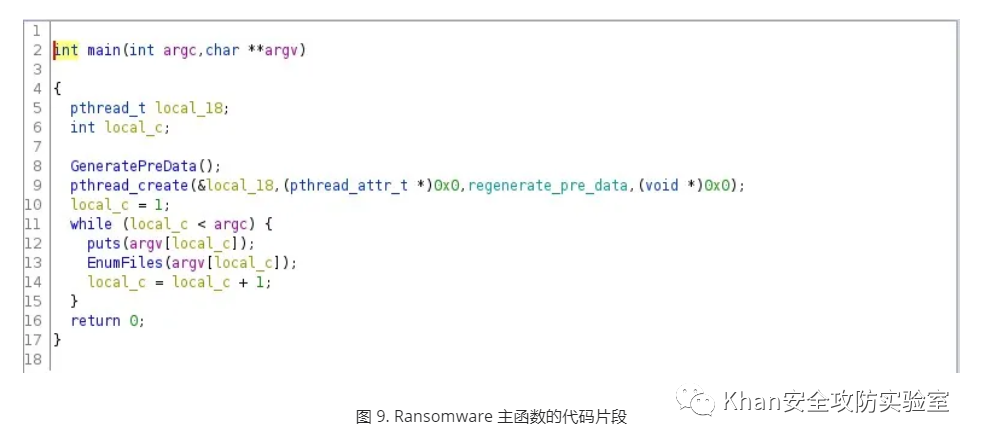 1
2 int main(int argc,char **argv)
3
4 {
5 pthread_t local_18;
6 int local_c;
7
8 GeneratePreData();
9 pthread_create(&local_18,(pthread_attr_t *)0x0,regenerate_pre_data,(void *)0x0);
10 local_c = 1;
11 while (local_c < argc) {
12 puts(argv[local_c]);
13 EnumFiles(argv[local_c]);
14 local_c = local_c + 1;
15 }
16 return 0;
17 }
18
图 9. Ransomware 主函数的代码片段
Khan安全攻防实验室